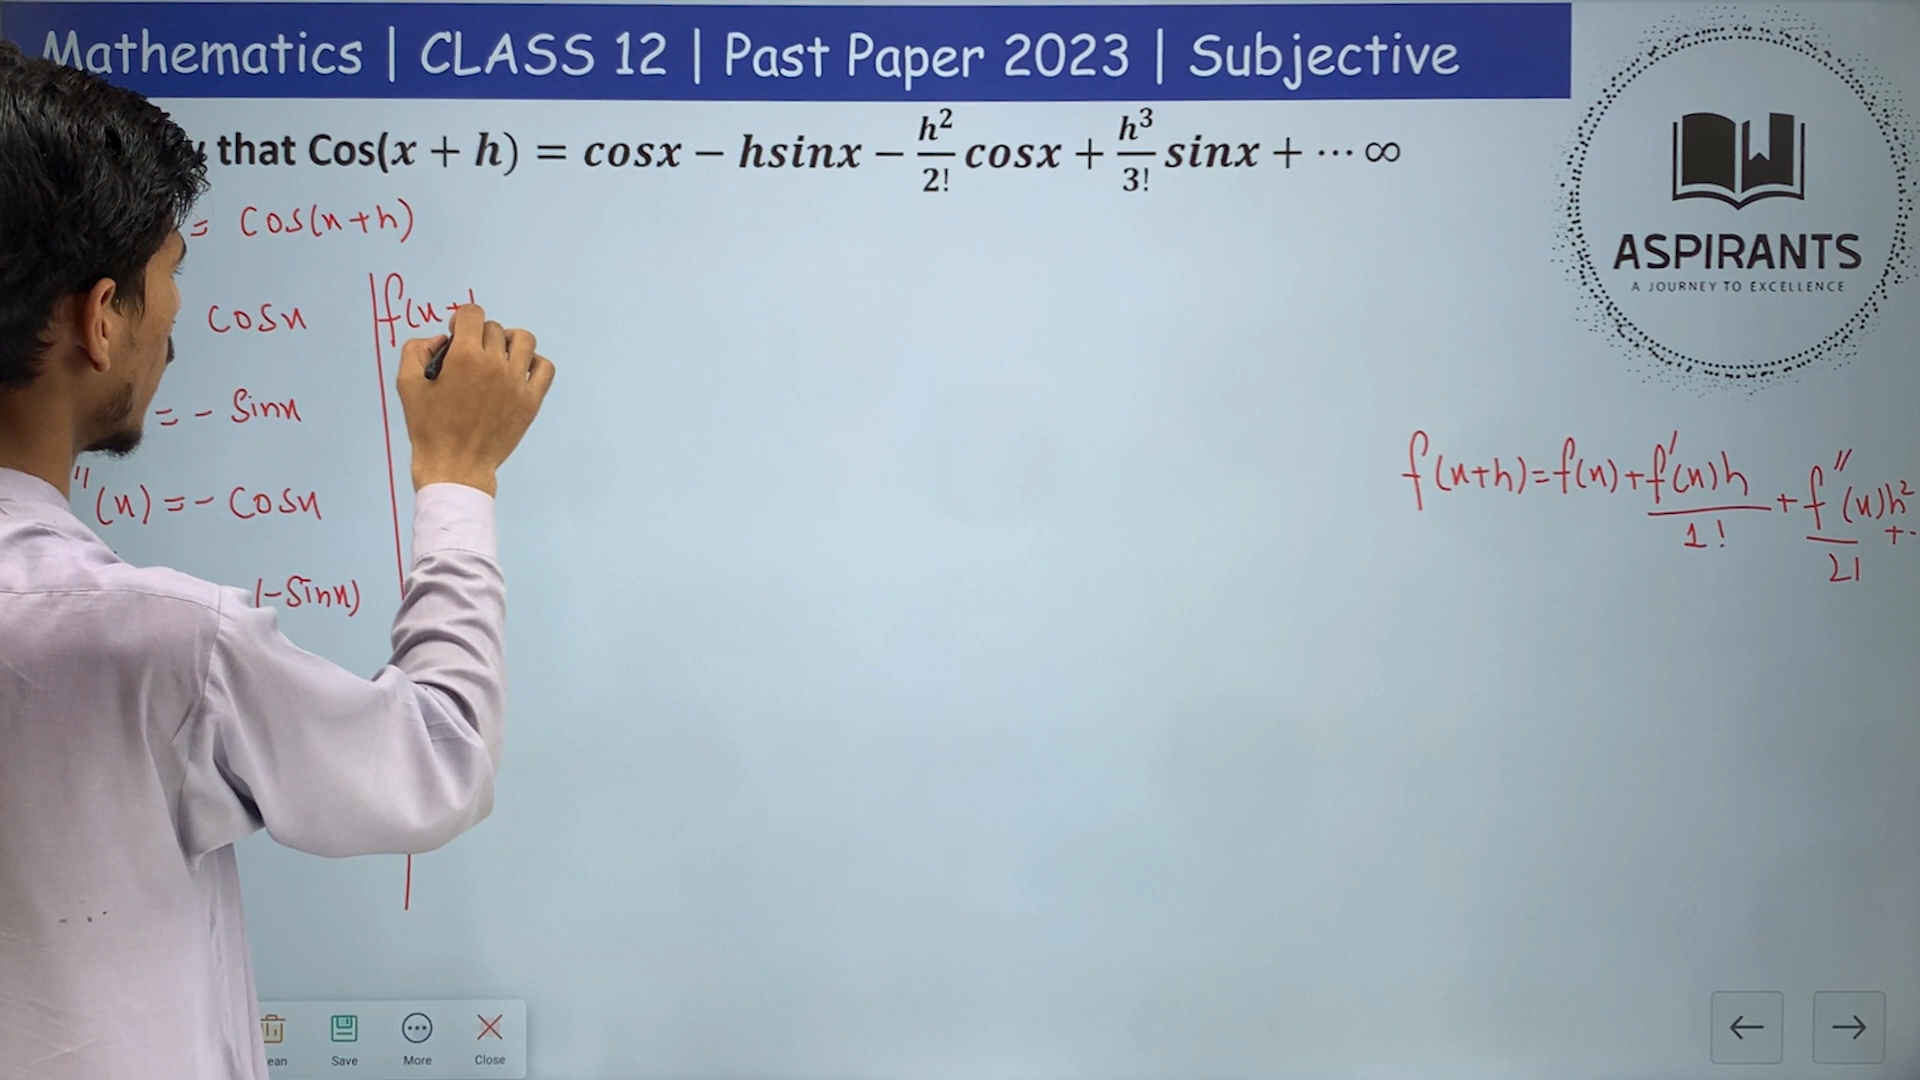 Mathematics | CLASS 12 | Past Paper 2023 | Subjective
that Cos(x + h) = cosx − hsinx − h²/2! cosx + h³/3! sinx + ··· ∞
= Cos(x+h)
cosx
= - Sinx
"(x) = - Cosx
(-Sinx)
f(x+
f(x+h)=f(x)+f'(x)h/1! + f"(x)h²/2! +.
ASPIRANTS
A JOURNEY TO EXCELLENCE
ean
Save
More
Close